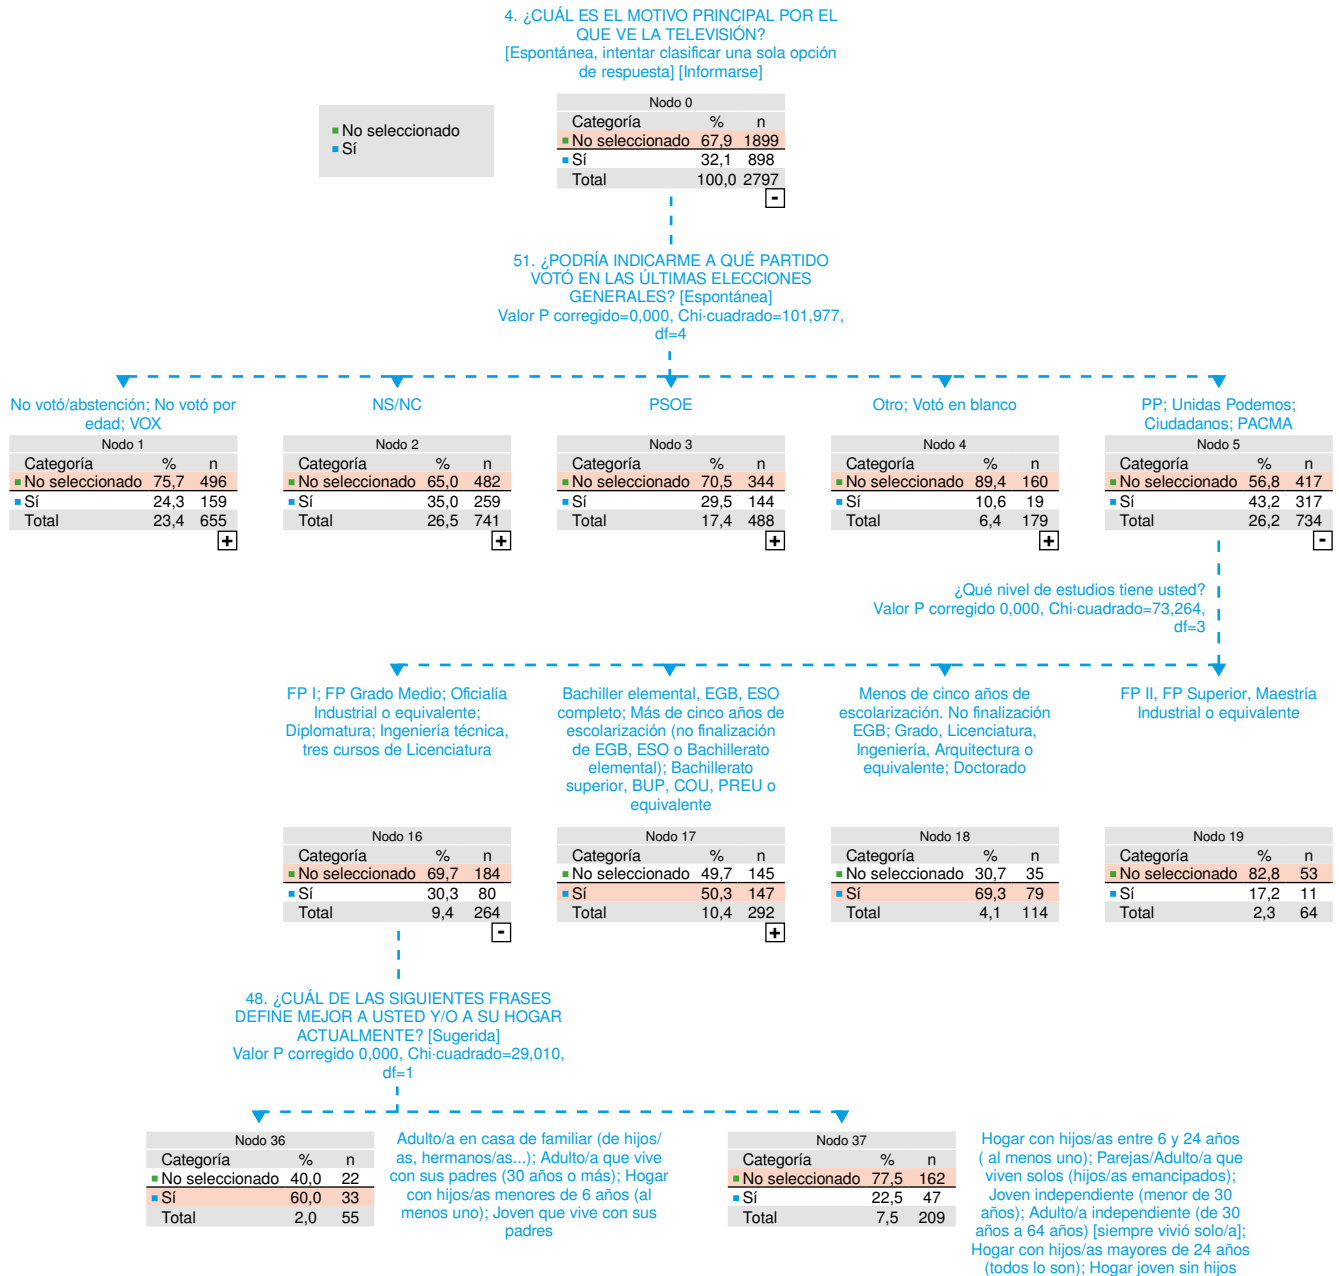 4. ¿CUÁL ES EL MOTIVO PRINCIPAL POR EL
QUE VE LA TELEVISIÓN?
[Espontánea, intentar clasificar una sola opción
de respuesta] [Informarse]
No seleccionado
Sí
Nodo 0
Categoría % n
No seleccionado 67,9 1899
Sí 32,1 898
Total 100,0 2797
-
51. ¿PODRÍA INDICARME A QUÉ PARTIDO
VOTÓ EN LAS ÚLTIMAS ELECCIONES
GENERALES? [Espontánea]
Valor P corregido=0,000, Chi-cuadrado=101,977,
df=4
No votó/abstención; No votó por
edad; VOX
Nodo 1
Categoría % n
No seleccionado 75,7 496
Sí 24,3 159
Total 23,4 655
+
NS/NC
Nodo 2
Categoría % n
No seleccionado 65,0 482
Sí 35,0 259
Total 26,5 741
+
PSOE
Nodo 3
Categoría % n
No seleccionado 70,5 344
Sí 29,5 144
Total 17,4 488
+
Otro; Votó en blanco
Nodo 4
Categoría % n
No seleccionado 89,4 160
Sí 10,6 19
Total 6,4 179
+
PP; Unidas Podemos;
Ciudadanos; PACMA
Nodo 5
Categoría % n
No seleccionado 56,8 417
Sí 43,2 317
Total 26,2 734
-
¿Qué nivel de estudios tiene usted?
Valor P corregido 0,000, Chi-cuadrado=73,264,
df=3
FP I; FP Grado Medio; Oficialía
Industrial o equivalente;
Diplomatura; Ingeniería técnica,
tres cursos de Licenciatura
Nodo 16
Categoría % n
No seleccionado 69,7 184
Sí 30,3 80
Total 9,4 264
-
Bachiller elemental, EGB, ESO
completo; Más de cinco años de
escolarización (no finalización
de EGB, ESO o Bachillerato
elemental); Bachillerato
superior, BUP, COU, PREU o
equivalente
Nodo 17
Categoría % n
No seleccionado 49,7 145
Sí 50,3 147
Total 10,4 292
+
Menos de cinco años de
escolarización. No finalización
EGB; Grado, Licenciatura,
Ingeniería, Arquitectura o
equivalente; Doctorado
Nodo 18
Categoría % n
No seleccionado 30,7 35
Sí 69,3 79
Total 4,1 114
FP II, FP Superior, Maestría
Industrial o equivalente
Nodo 19
Categoría % n
No seleccionado 82,8 53
Sí 17,2 11
Total 2,3 64
48. ¿CUÁL DE LAS SIGUIENTES FRASES
DEFINE MEJOR A USTED Y/O A SU HOGAR
ACTUALMENTE? [Sugerida]
Valor P corregido 0,000, Chi-cuadrado=29,010,
df=1
Nodo 36
Categoría % n
No seleccionado 40,0 22
Sí 60,0 33
Total 2,0 55
Adulto/a en casa de familiar (de hijos/
as, hermanos/as...); Adulto/a que vive
con sus padres (30 años o más); Hogar
con hijos/as menores de 6 años (al
menos uno); Joven que vive con sus
padres
Nodo 37
Categoría % n
No seleccionado 77,5 162
Sí 22,5 47
Total 7,5 209
Hogar con hijos/as entre 6 y 24 años
( al menos uno); Parejas/Adulto/a que
viven solos (hijos/as emancipados);
Joven independiente (menor de 30
años); Adulto/a independiente (de 30
años a 64 años) [siempre vivió solo/a];
Hogar con hijos/as mayores de 24 años
(todos lo son); Hogar joven sin hijos